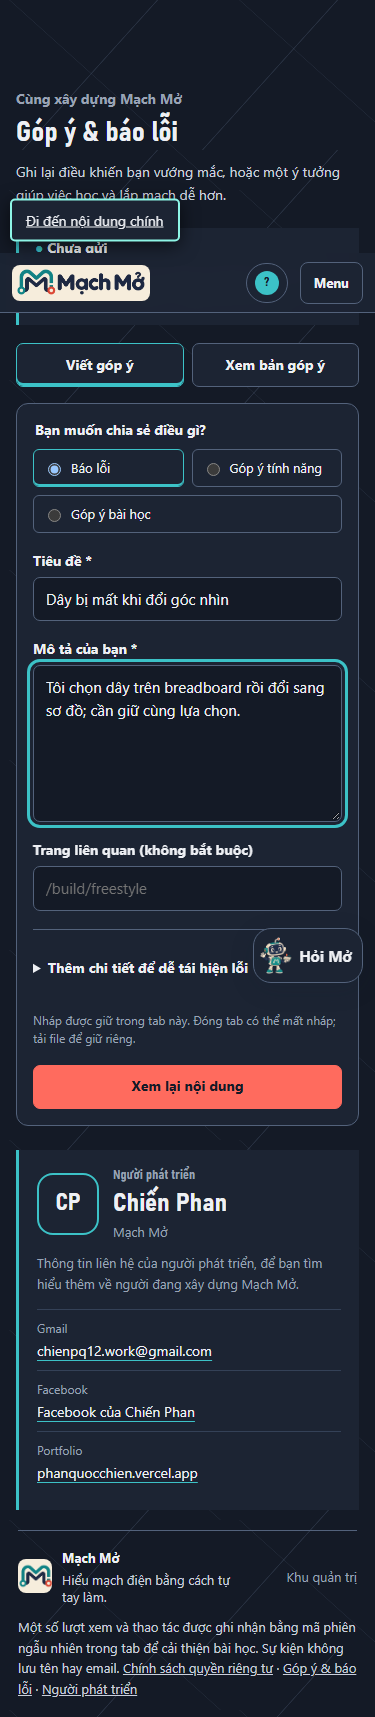 Cùng xây dựng Mạch Mở
Góp ý & báo lỗi
Ghi lại điều khiến bạn vướng mắc, hoặc một ý tưởng
giúp việc học và lắp mạch dễ hơn.
Đi đến nội dung chính
Chưa gửi
Mạch Mở
?
Menu
Viết góp ý
Xem bản góp ý
Bạn muốn chia sẻ điều gì?
Báo lỗi
Góp ý tính năng
Góp ý bài học
Tiêu đề *
Dây bị mất khi đổi góc nhìn
Mô tả của bạn *
Tôi chọn dây trên breadboard rồi đổi sang
sơ đồ; cần giữ cùng lựa chọn.
Trang liên quan (không bắt buộc)
/build/freestyle
Thêm chi tiết để dễ tái hiện lỗi
Hỏi Mở
Nháp được giữ trong tab này. Đóng tab có thể mất nháp;
tải file để giữ riêng.
Xem lại nội dung
CP
Người phát triển
Chiến Phan
Mạch Mở
Thông tin liên hệ của người phát triển, để bạn tìm
hiểu thêm về người đang xây dựng Mạch Mở.
Gmail
chienpq12.work@gmail.com
Facebook
Facebook của Chiến Phan
Portfolio
phanquocchien.vercel.app
Mạch Mở
Hiểu mạch điện bằng cách tự
tay làm.
Khu quản trị
Một số lượt xem và thao tác được ghi nhận bằng mã phiên
ngẫu nhiên trong tab để cải thiện bài học. Sự kiện không
lưu tên hay email. Chính sách quyền riêng tư · Góp ý & báo
lỗi · Người phát triển